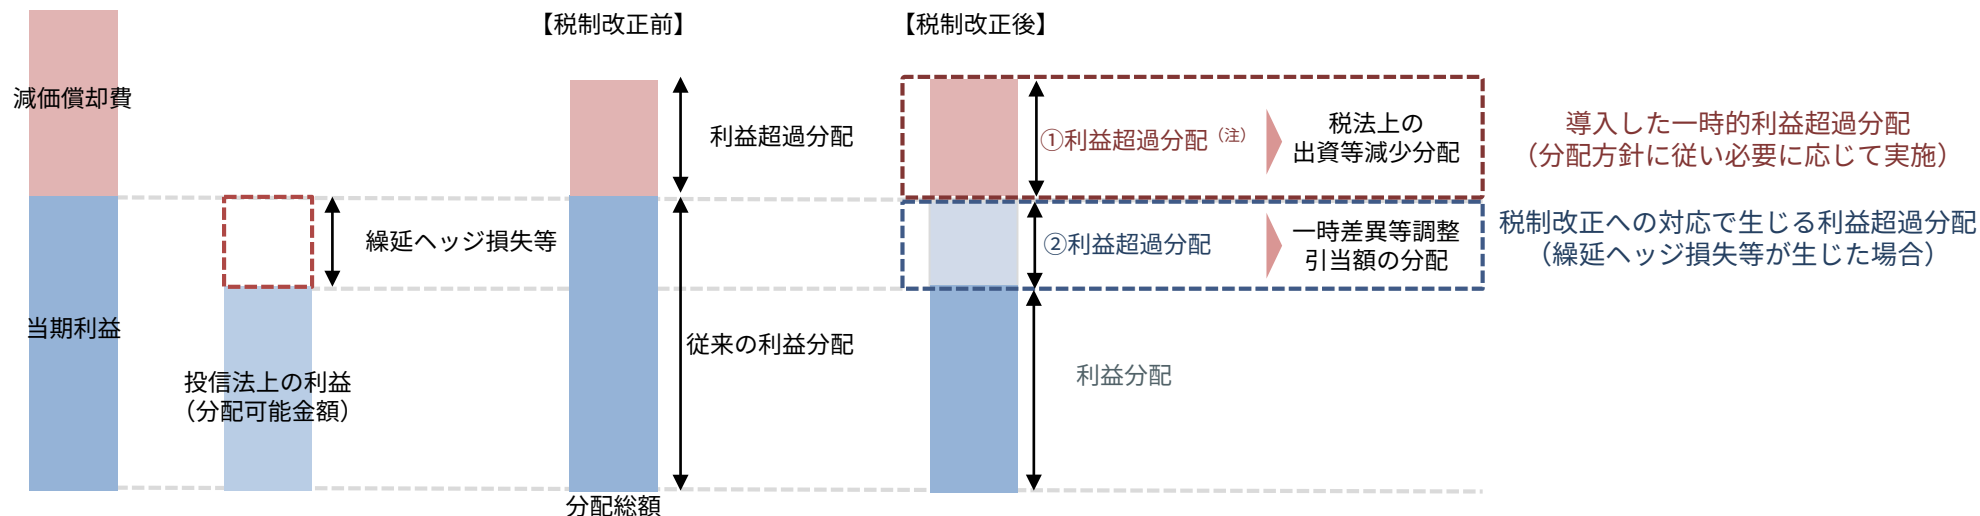 【税制改正前】
【税制改正後】
減価償却費
利益超過分配
①利益超過分配（注）
税法上の
出資等減少分配
導入した一時的利益超過分配
（分配方針に従い必要に応じて実施）
繰延ヘッジ損失等
②利益超過分配
一時差異等調整
引当額の分配
税制改正への対応で生じる利益超過分配
（繰延ヘッジ損失等が生じた場合）
当期利益
従来の利益分配
投信法上の利益
（分配可能金額）
利益分配
分配総額